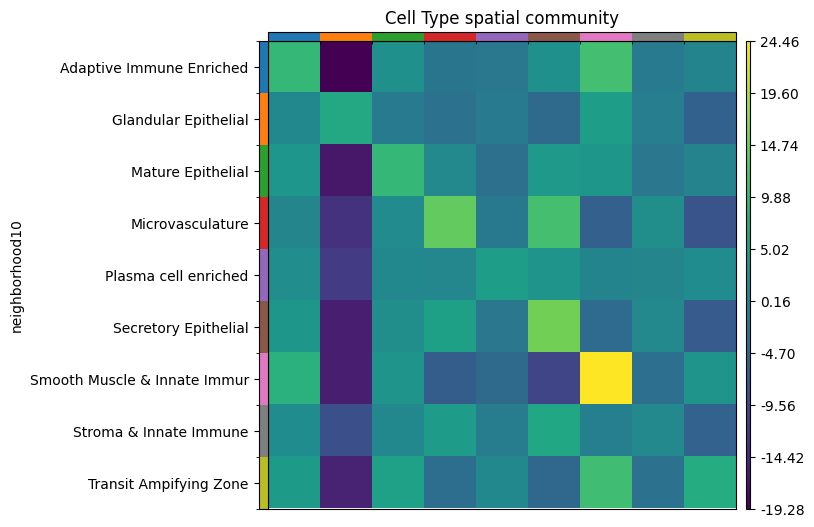 Cell Type spatial community
Adaptive Immune Enriched
Glandular Epithelial
Mature Epithelial
Microvasculature
Plasma cell enriched
Secretory Epithelial
Smooth Muscle & Innate Immur
Stroma & Innate Immune
Transit Ampifying Zone
neighborhood10
24.46
19.60
14.74
9.88
5.02
0.16
-4.70
-9.56
-14.42
-19.28